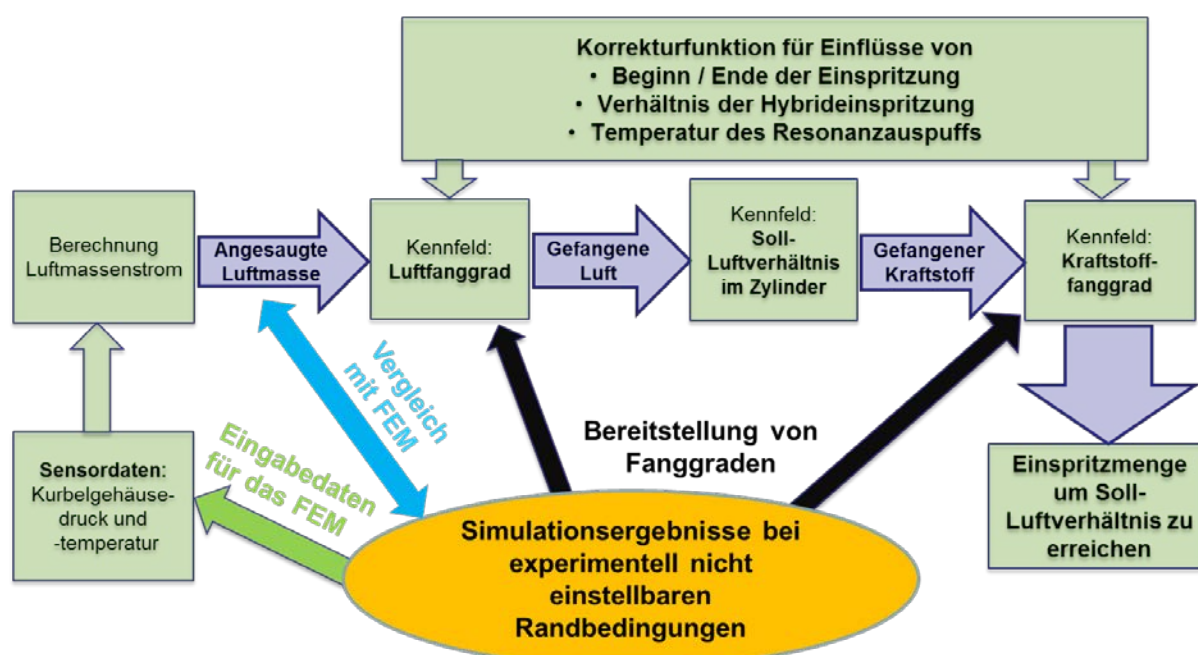 Korrekturfunktion für Einflüsse von
• Beginn / Ende der Einspritzung
• Verhältnis der Hybrideinspritzung
• Temperatur des Resonanzauspuffs
Berechnung
Luftmassenstrom
Angesaugte
Luftmasse
Kennfeld:
Luftfanggrad
Gefangene
Luft
Kennfeld:
Soll-
Luftverhältnis
im Zylinder
Gefangener
Kraftstoff
Kennfeld:
Kraftstoff-
fanggrad
Vergleich
mit FEM
Bereitstellung von
Fanggraden
Sensordaten:
Kurbelgehäuse-
druck und
-temperatur
Eingabedaten
für das FEM
Simulationsergebnisse bei
experimentell nicht
einstellbaren
Randbedingungen
Einspritzmenge
um Soll-
Luftverhältnis zu
erreichen